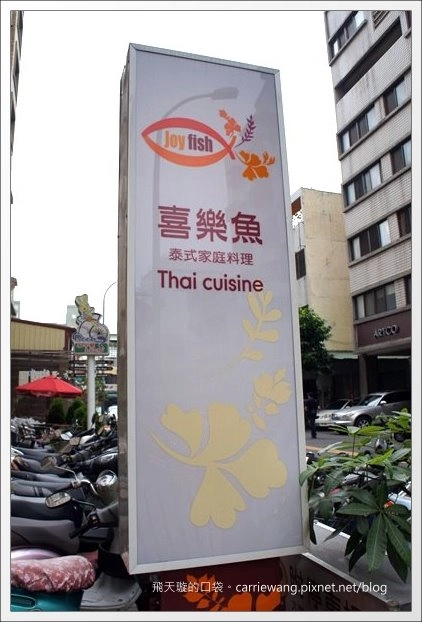 Joy fish
喜樂魚
泰式家庭料理
Thai cuisine
ARTCO
飛天璇的口袋。carriewang.pixnet.net/blog